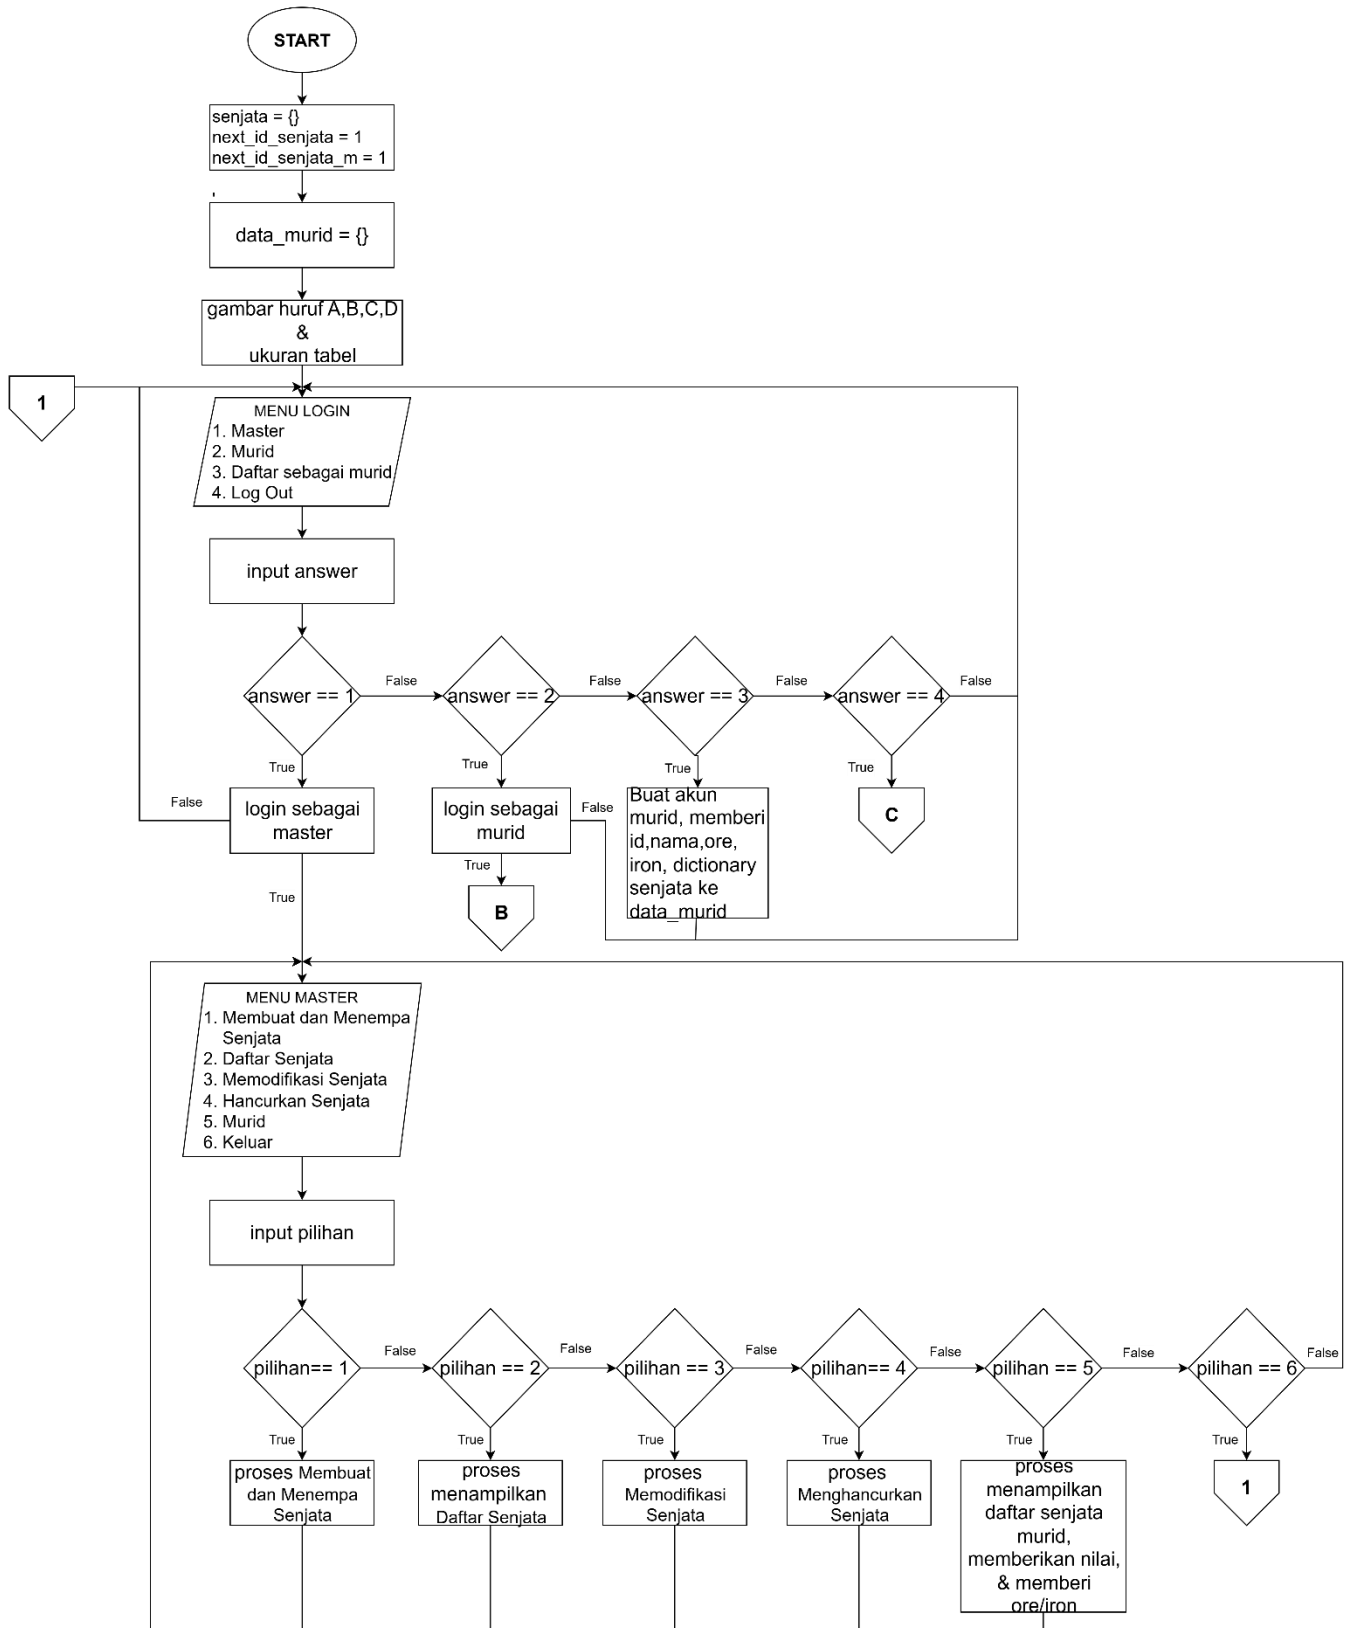 START
senjata = {}
next_id_senjata = 1
next_id_senjata_m = 1
data_murid = {}
gambar huruf A,B,C,D
&
ukuran tabel
1
MENU LOGIN
1. Master
2. Murid
3. Daftar sebagai murid
4. Log Out
input answer
answer == 1
False
answer == 2
False
answer == 3
False
answer == 4
False
True
True
True
True
False
login sebagai
master
login sebagai
murid
False
Buat akun
murid, memberi
id,nama,ore,
iron, dictionary
senjata ke
data_murid
C
True
True
B
MENU MASTER
1. Membuat dan Menempa
Senjata
2. Daftar Senjata
3. Memodifikasi Senjata
4. Hancurkan Senjata
5. Murid
6. Keluar
input pilihan
pilihan== 1
False
pilihan == 2
False
pilihan == 3
False
pilihan== 4
False
pilihan == 5
False
pilihan == 6
False
True
True
True
True
True
True
proses Membuat
dan Menempa
Senjata
proses
menampilkan
Daftar Senjata
proses
Memodifikasi
Senjata
proses
Menghancurkan
Senjata
proses
menampilkan
daftar senjata
murid,
memberikan nilai,
& memberi
ore/iron
1